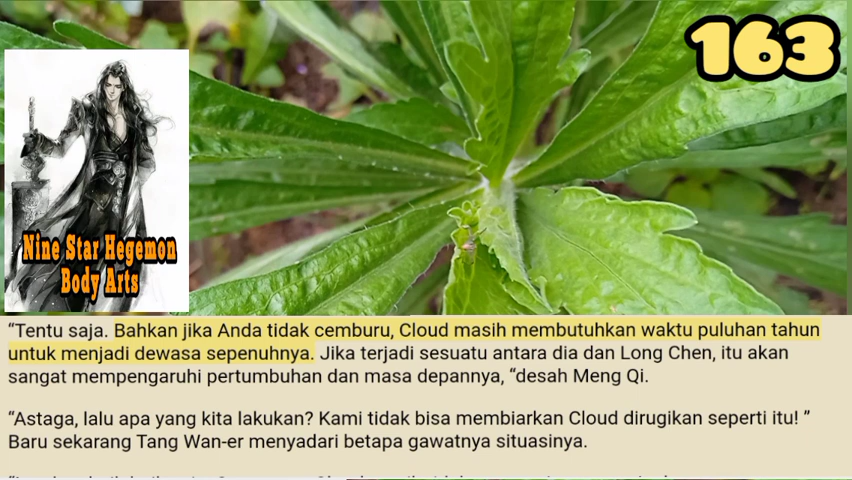 163
Nine Star Hegemon
Body Arts
“Tentu saja. Bahkan jika Anda tidak cemburu, Cloud masih membutuhkan waktu puluhan tahun
untuk menjadi dewasa sepenuhnya. Jika terjadi sesuatu antara dia dan Long Chen, itu akan
sangat mempengaruhi pertumbuhan dan masa depannya, “desah Meng Qi.
“Astaga, lalu apa yang kita lakukan? Kami tidak bisa membiarkan Cloud dirugikan seperti itu! ”
Baru sekarang Tang Wan-er menyadari betapa gawatnya situasinya.